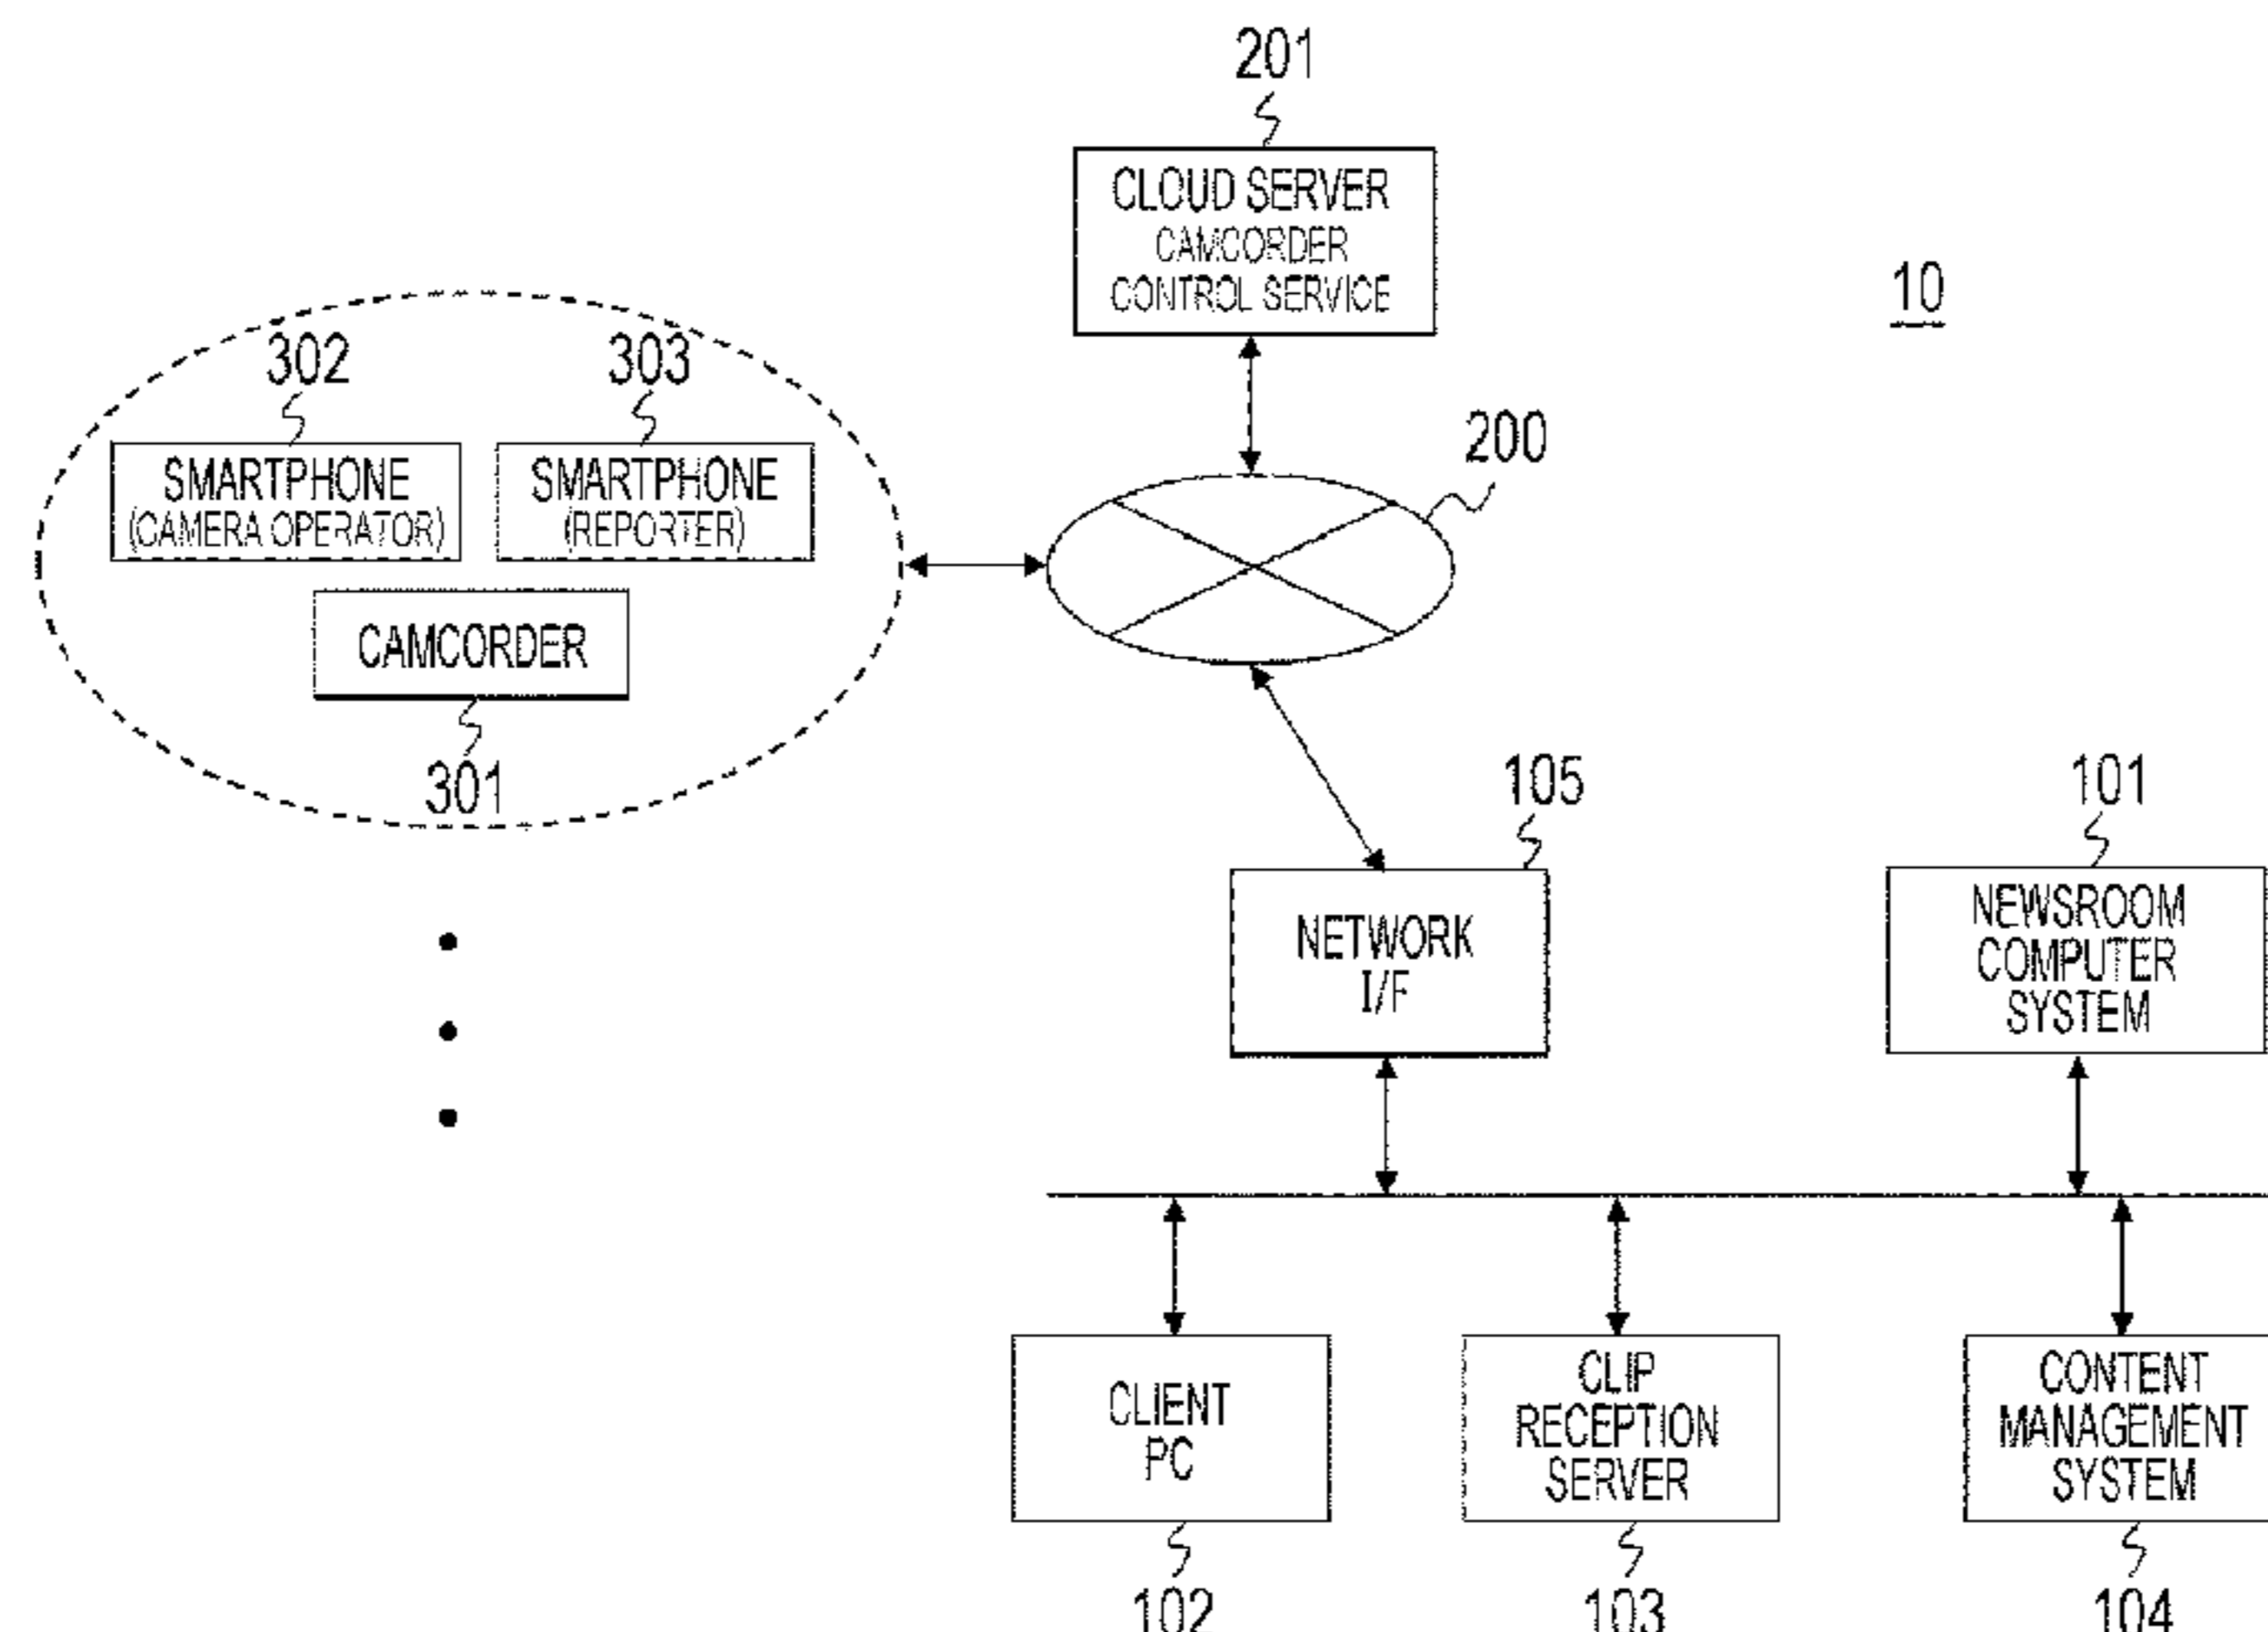 201
CLOUD SERVER
CAMCORDER
CONTROL SERVICE
10
302
303
200
SMARTPHONE
(CAMERA OPERATOR)
SMARTPHONE
(REPORTER)
CAMCORDER
301
105
101
NETWORK
I/F
NEWSROOM
COMPUTER
SYSTEM
CLIENT
PC
CLIP
RECEPTION
SERVER
CONTENT
MANAGEMENT
SYSTEM
102
103
104